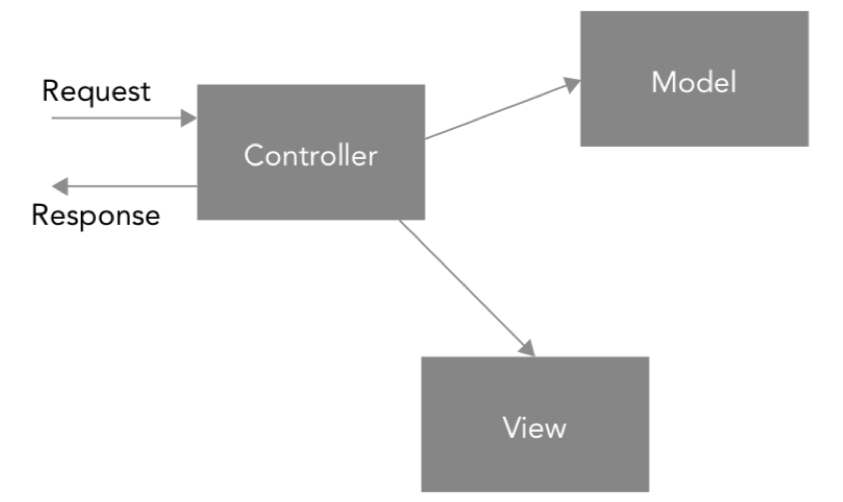 Request
Controller
Response
Model
View